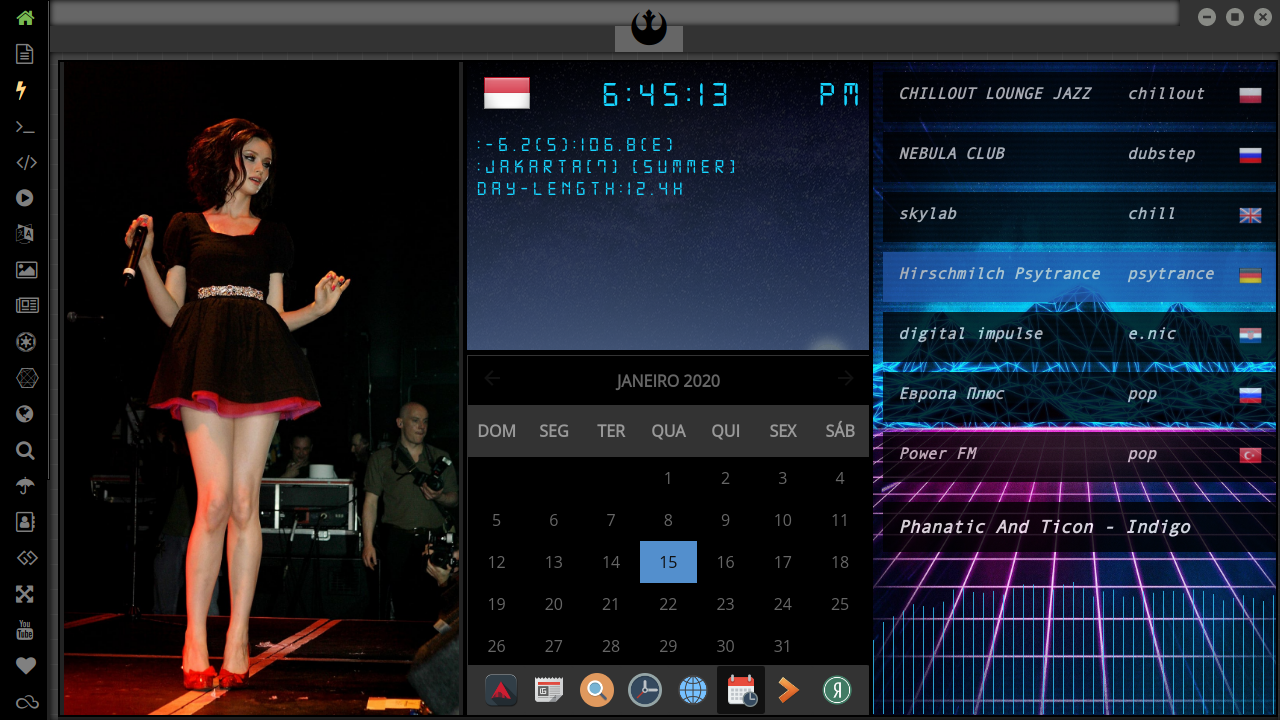 6:45:13 PM
:-6.2(S):106.8(E)
:JAKARTA(7) (SUMMER)
DAY-LENGTH:12.4H
JANEIRO 2020
DOM SEG TER QUA QUI SEX SÁB
1 2 3 4
5 6 7 8 9 10 11
12 13 14 15 16 17 18
19 20 21 22 23 24 25
26 27 28 29 30 31
CHILLOUT LOUNGE JAZZ chillout
NEBULA CLUB dubstep
skylab chill
Hirschmilch Psytrance psytrance
digital impulse e.nic
Европа Плюс pop
Power FM pop
Phanatic And Ticon - Indigo
You
Tube
Я